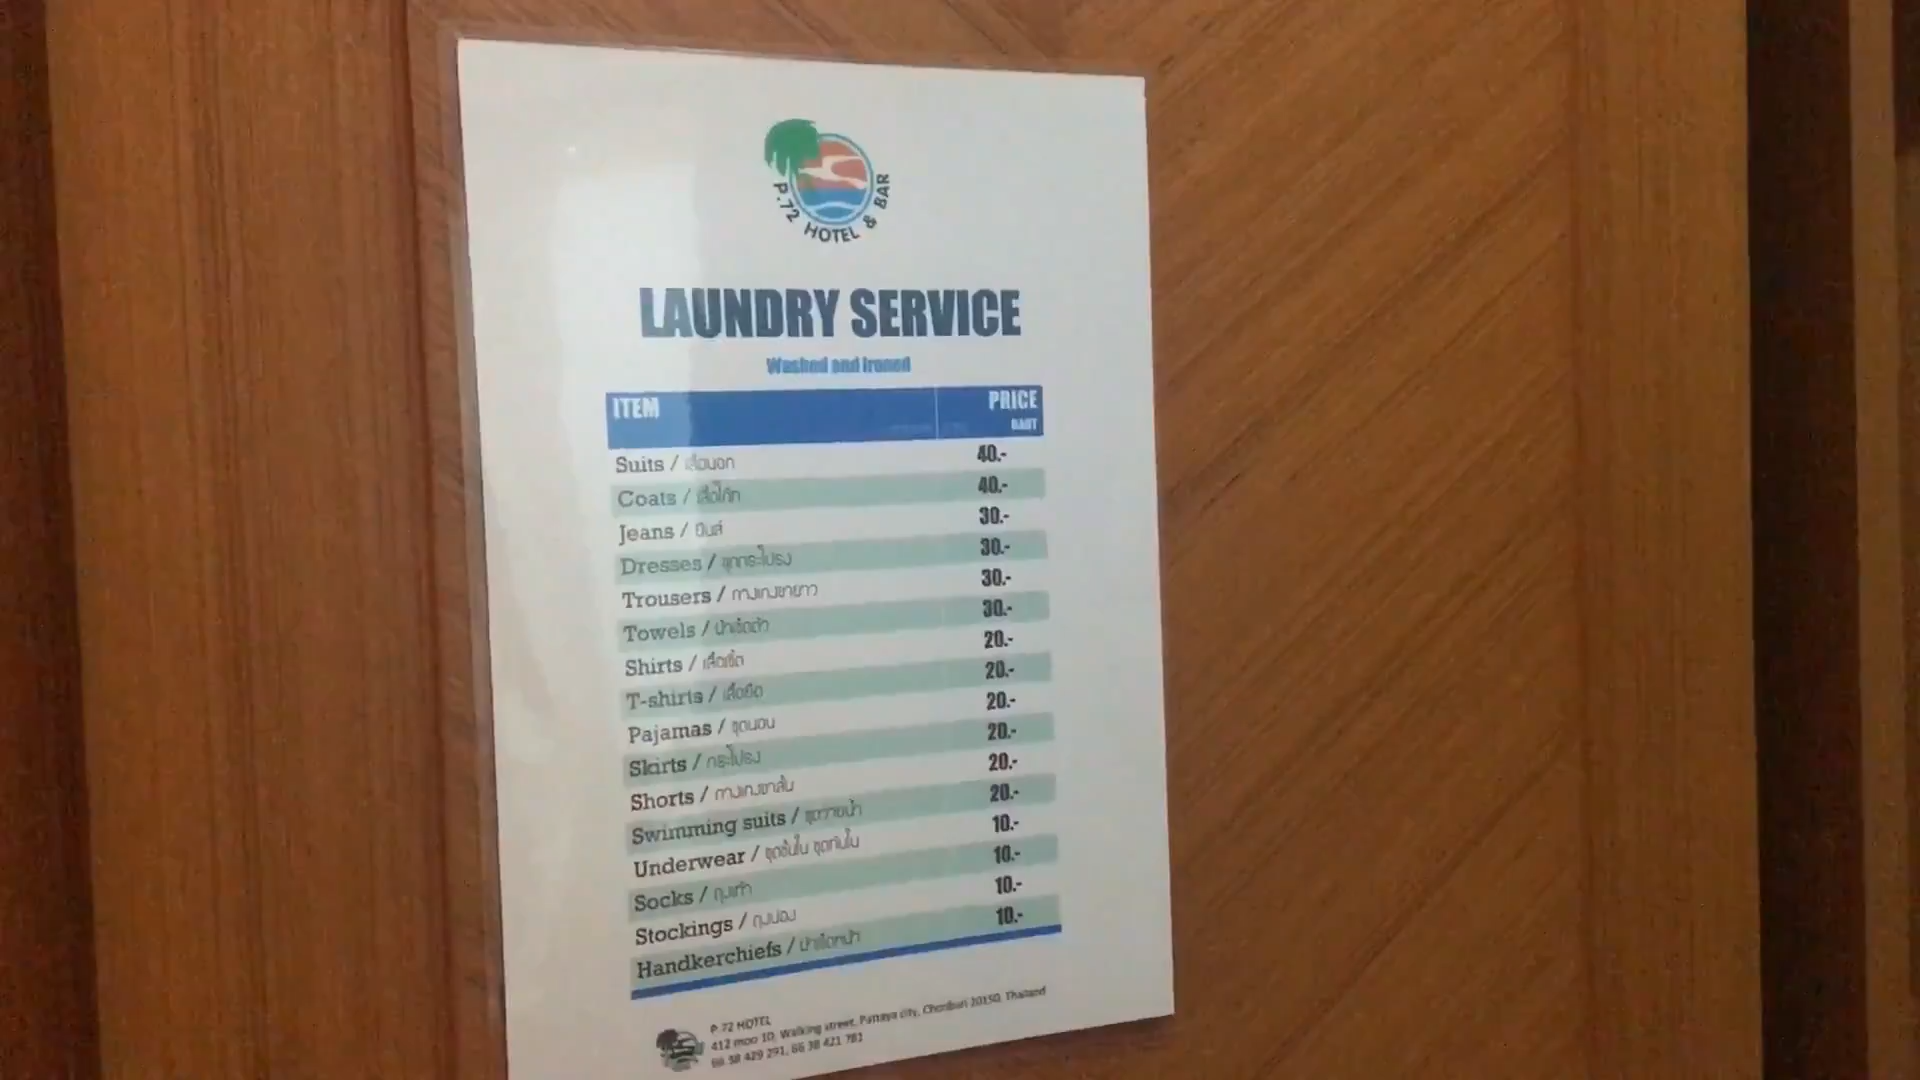 P.72 HOTEL & BAR
LAUNDRY SERVICE
Washed and Ironed
ITEM PRICE
BAHT
Suits / เสื้อนอก 40.-
Coats / เสื้อโค๊ท 40.-
Jeans / ยีนส์ 30.-
Dresses / ชุดกระโปรง 30.-
Trousers / กางเกงขายาว 30.-
Towels / ผ้าเช็ดตัว 30.-
Shirts / เสื้อเชิ้ต 20.-
T-shirts / เสื้อยืด 20.-
Pajamas / ชุดนอน 20.-
Skirts / กระโปรง 20.-
Shorts / กางเกงขาสั้น 20.-
Swimming suits / ชุดว่ายน้ำ 20.-
Underwear / ชุดชั้นใน 10.-
Socks / ถุงเท้า 10.-
Stockings / ถุงน่อง 10.-
Handkerchiefs / ผ้าเช็ดหน้า 10.-
P 72 HOTEL
412 moo 10, Walking street, Pattaya city, Chonburi 20150, Thailand
66 38 429 291, 66 38 421 781